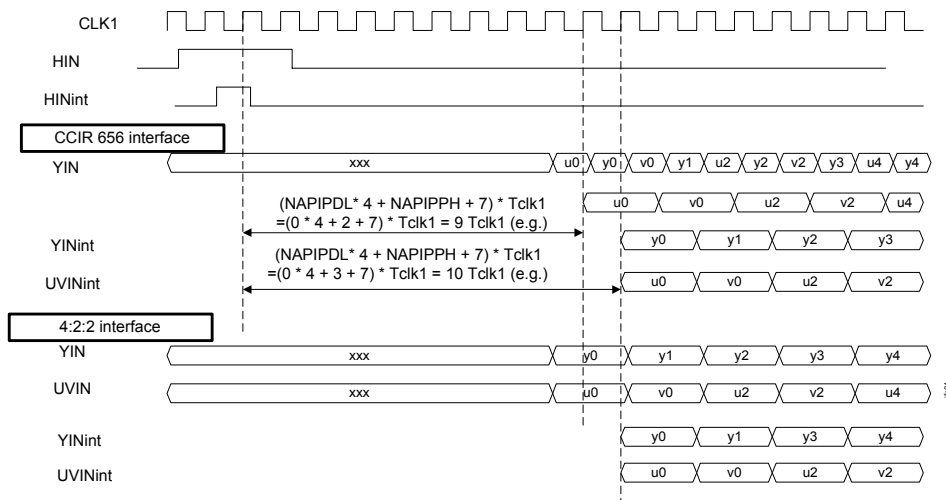 CLK1
HIN
HINint
CCIR 656 interface
YIN xxx u0 y0 v0 y1 u2 y2 v2 y3 u4 y4
(NAPIPDL* 4 + NAPIPPH + 7) * Tclk1
=(0 * 4 + 2 + 7) * Tclk1 = 9 Tclk1 (e.g.)
u0 v0 u2 v2 u4
YINint y0 y1 y2 y3
(NAPIPDL* 4 + NAPIPPH + 7) * Tclk1
=(0 * 4 + 3 + 7) * Tclk1 = 10 Tclk1 (e.g.)
UVINint u0 v0 u2 v2
4:2:2 interface
YIN xxx y0 y1 y2 y3 y4
UVIN xxx u0 v0 u2 v2 u4
YINint y0 y1 y3 y4
UVINint u0 v0 u2 v2